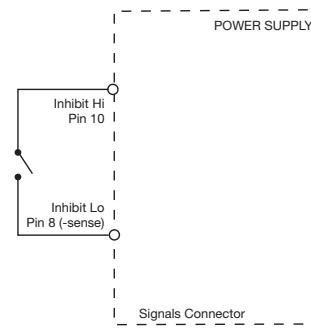 POWER SUPPLY
Inhibit Hi
Pin 10
Inhibit Lo
Pin 8 (-sense)
Signals Connector